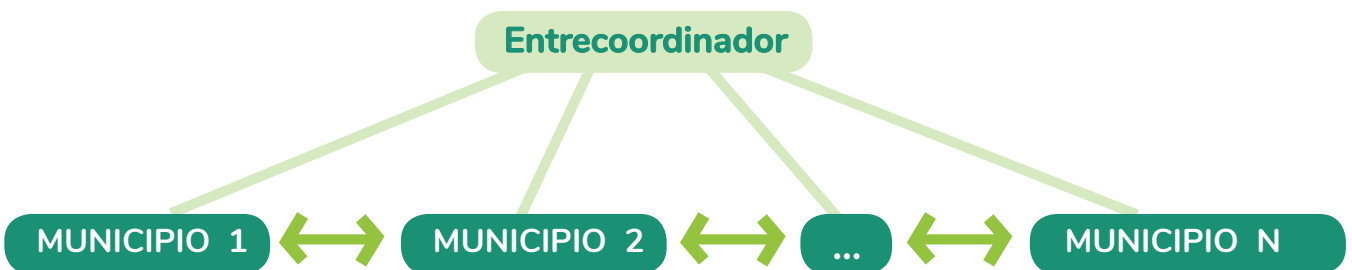 Entrecoordinador
MUNICIPIO 1 MUNICIPIO 2 ... MUNICIPIO N